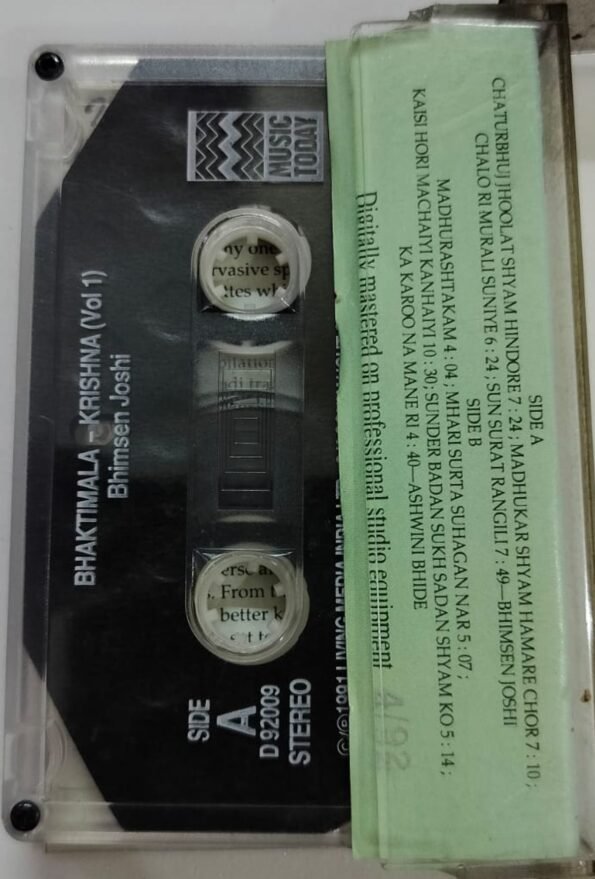 BHAKTIMALA – KRISHNA (Vol 1)
Bhimsen Joshi
MUSIC
TODAY
SIDE
A
D 92009
STEREO
From
better
SIDE A
CHATURBHUJ JHOOLAT SHYAM HINDORE 7 : 24 ; MADHUKAR SHYAM HAMARE CHOR 7 : 10 ;
CHALO RI MURALI SUNIYE 6 : 24 ; SUN SURAT RANGILI 7 : 49—BHIMSEN JOSHI
SIDE B
MADHURASHTAKAM 4 : 04 ; MHARI SURTA SUHAGAN NAR 5 : 07 ;
KAISI HORI MACHAIYI KANHAIYI 10 : 30; SUNDER BADAN SUKH SADAN SHYAM KO 5 : 14 ;
KA KAROO NA MANE RI 4 : 40—ASHWINI BHIDE
Digitally mastered on professional studio equipment
4/92